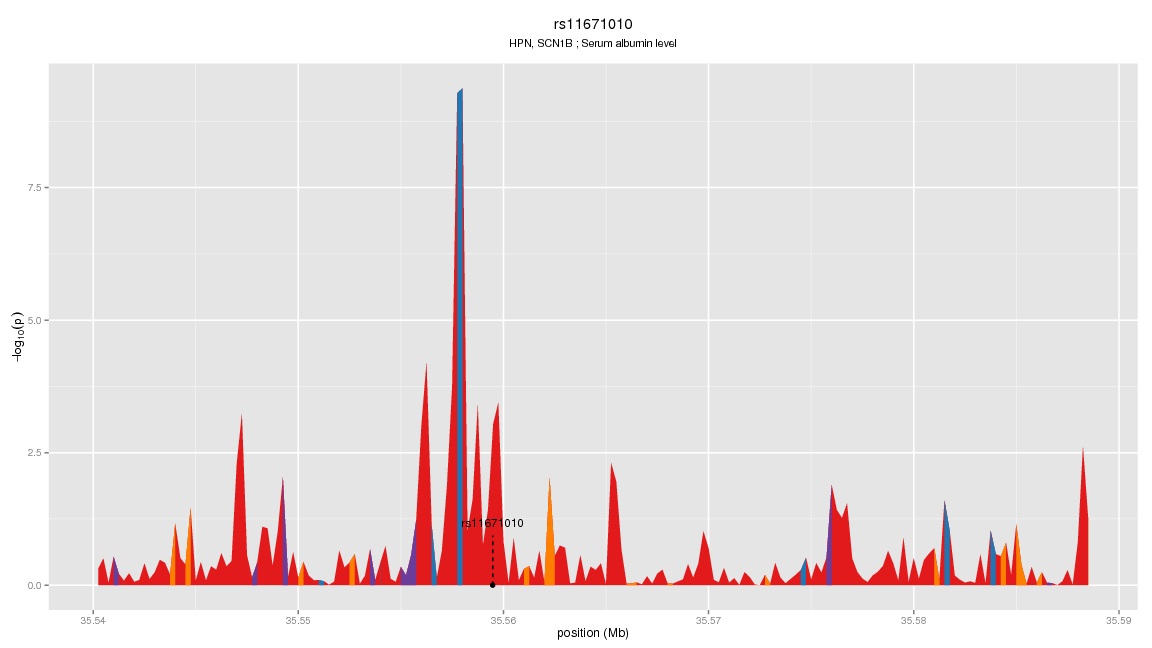 rs11671010
HPN, SCN1B ; Serum albumin level
7.5
5.0
2.5
0.0
−log10(p)
rs11671010
35.54 35.55 35.56 35.57 35.58 35.59
position (Mb)